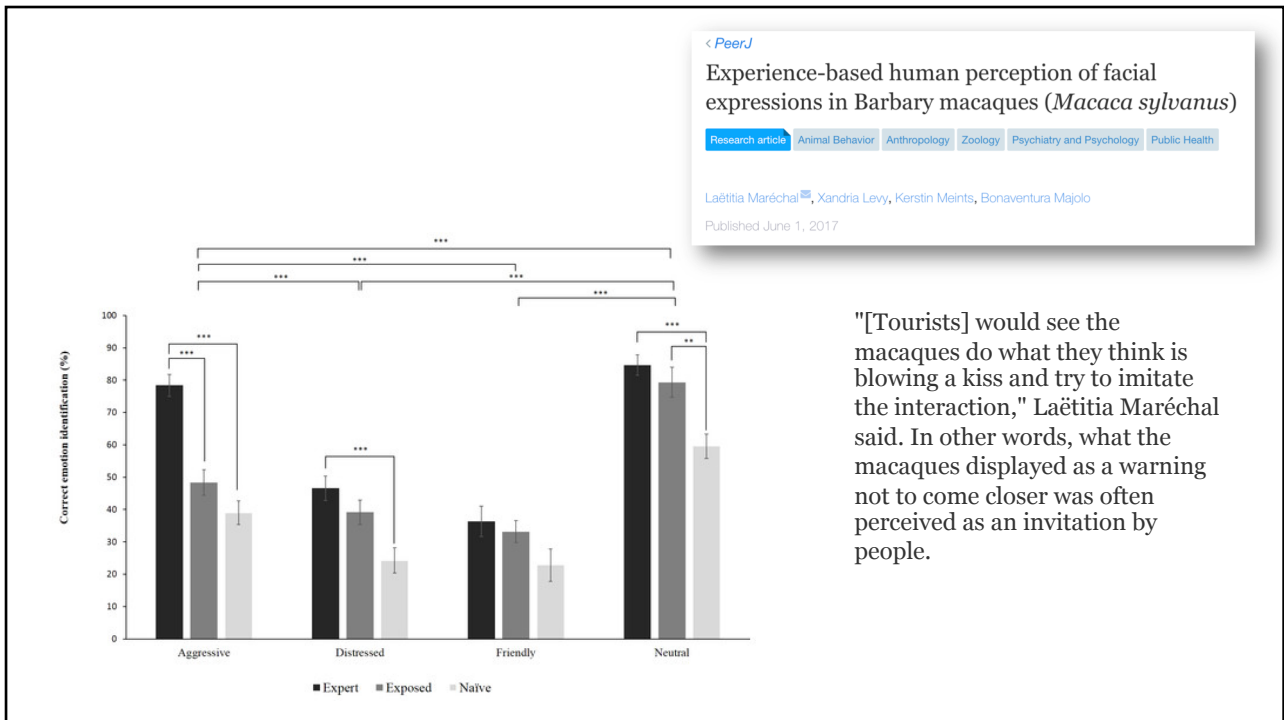 < PeerJ
Experience-based human perception of facial
expressions in Barbary macaques (Macaca sylvanus)
Research article Animal Behavior Anthropology Zoology Psychiatry and Psychology Public Health
Laëtitia Maréchal, Xandria Levy, Kerstin Meints, Bonaventura Majolo
Published June 1, 2017
***
***
*** ***
***
100
90
80
70
60
50
40
30
20
10
0
Correct emotion identification (%)
***
***
***
***
**
Aggressive Distressed Friendly Neutral
Expert Exposed Naïve
"[Tourists] would see the
macaques do what they think is
blowing a kiss and try to imitate
the interaction," Laëtitia Maréchal
said. In other words, what the
macaques displayed as a warning
not to come closer was often
perceived as an invitation by
people.